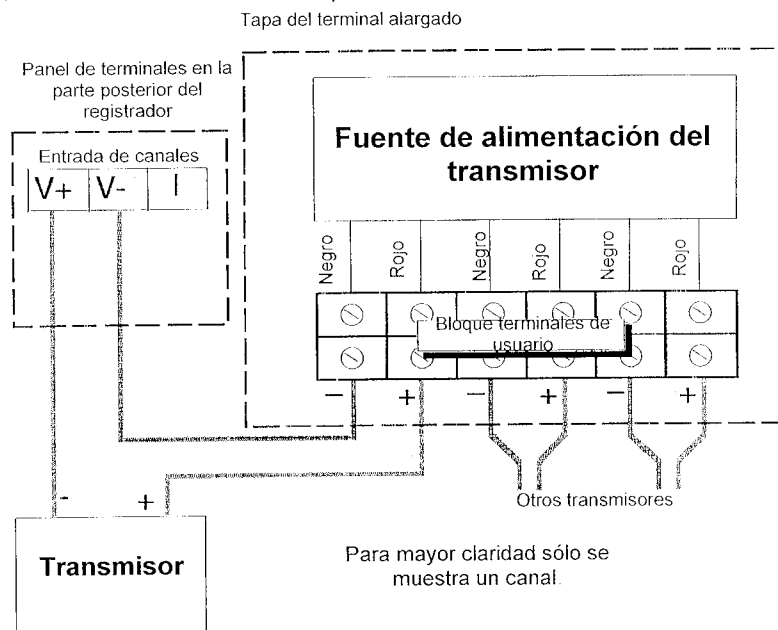 Tapa del terminal alargado
Panel de terminales en la
parte posterior del
registrador
Entrada de canales
V+ V- I
Fuente de alimentación del
transmisor
Negro Rojo Negro Rojo Negro Rojo
Bloque terminales de
usuario
- + - + - +
Otros transmisores
- +
Transmisor
Para mayor claridad sólo se
muestra un canal.